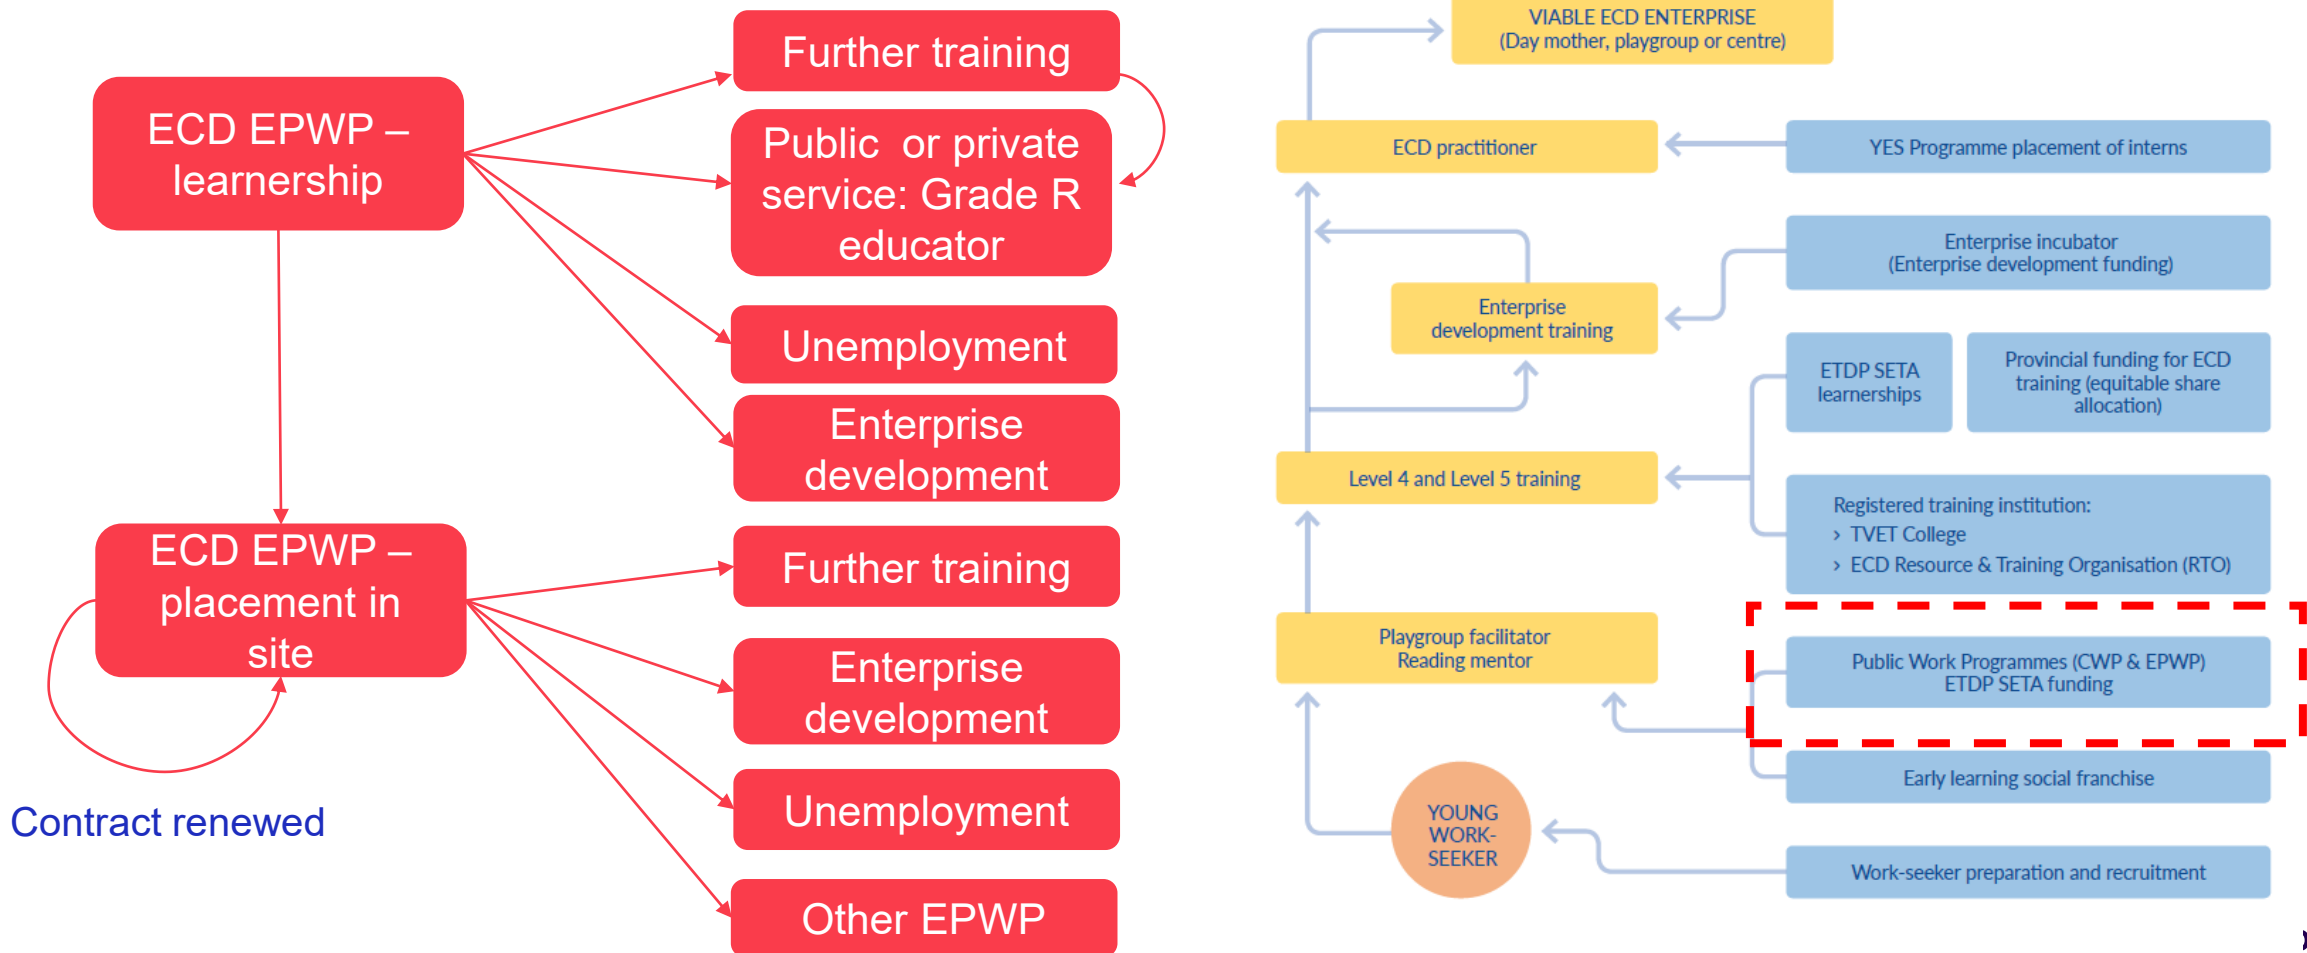 ECD EPWP –
learnership
Further training
Public  or private
service: Grade R
educator
Unemployment
Enterprise
development
ECD EPWP –
placement in
site
Further training
Enterprise
development
Unemployment
Other EPWP
Contract renewed
VIABLE ECD ENTERPRISE
(Day mother, playgroup or centre)
ECD practitioner
YES Programme placement of interns
Enterprise incubator
(Enterprise development funding)
Enterprise
development training
ETDP SETA
learnerships
Provincial funding for ECD
training (equitable share
allocation)
Level 4 and Level 5 training
Registered training institution:
› TVET College
› ECD Resource & Training Organisation (RTO)
Playgroup facilitator
Reading mentor
Public Work Programmes (CWP & EPWP)
ETDP SETA funding
Early learning social franchise
YOUNG
WORK-
SEEKER
Work-seeker preparation and recruitment